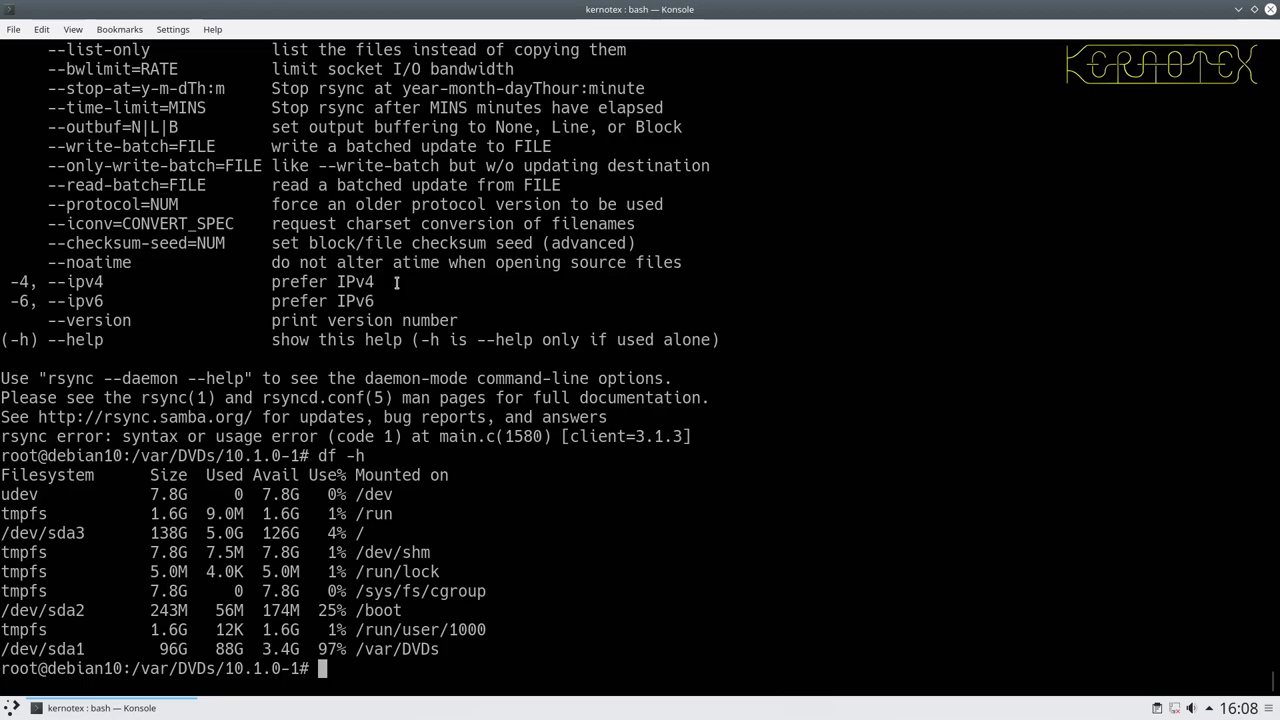 kernotex : bash — Konsole
File Edit View Bookmarks Settings Help
KERNOTEX
--list-only list the files instead of copying them
--bwlimit=RATE limit socket I/O bandwidth
--stop-at=y-m-dTh:m Stop rsync at year-month-dayThour:minute
--time-limit=MINS Stop rsync after MINS minutes have elapsed
--outbuf=N|L|B set output buffering to None, Line, or Block
--write-batch=FILE write a batched update to FILE
--only-write-batch=FILE like --write-batch but w/o updating destination
--read-batch=FILE read a batched update from FILE
--protocol=NUM force an older protocol version to be used
--iconv=CONVERT_SPEC request charset conversion of filenames
--checksum-seed=NUM set block/file checksum seed (advanced)
--noatime do not alter atime when opening source files
-4, --ipv4 prefer IPv4
-6, --ipv6 prefer IPv6
--version print version number
(-h) --help show this help (-h is --help only if used alone)
Use "rsync --daemon --help" to see the daemon-mode command-line options.
Please see the rsync(1) and rsyncd.conf(5) man pages for full documentation.
See http://rsync.samba.org/ for updates, bug reports, and answers
rsync error: syntax or usage error (code 1) at main.c(1580) [client=3.1.3]
root@debian10:/var/DVDs/10.1.0-1# df -h
Filesystem Size Used Avail Use% Mounted on
udev 7.8G 0 7.8G 0% /dev
tmpfs 1.6G 9.0M 1.6G 1% /run
/dev/sda3 138G 5.0G 126G 4% /
tmpfs 7.8G 7.5M 7.8G 1% /dev/shm
tmpfs 5.0M 4.0K 5.0M 1% /run/lock
tmpfs 7.8G 0 7.8G 0% /sys/fs/cgroup
/dev/sda2 243M 56M 174M 25% /boot
tmpfs 1.6G 12K 1.6G 1% /run/user/1000
/dev/sda1 96G 88G 3.4G 97% /var/DVDs
root@debian10:/var/DVDs/10.1.0-1#
kernotex : bash — Konsole
16:08